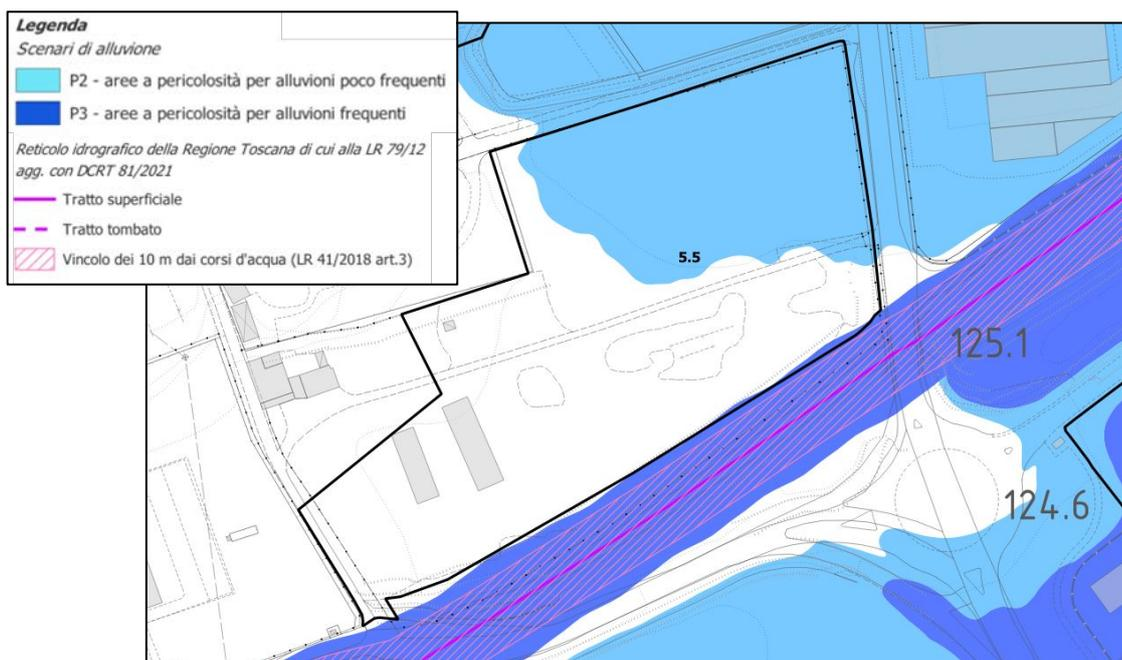 Legenda
Scenari di alluvione
P2 - aree a pericolosità per alluvioni poco frequenti
P3 - aree a pericolosità per alluvioni frequenti
Reticolo idrografico della Regione Toscana di cui alla LR 79/12
agg. con DCRT 81/2021
Tratto superficiale
Tratto tombato
Vincolo dei 10 m dai corsi d'acqua (LR 41/2018 art.3)
5.5
125.1
124.6